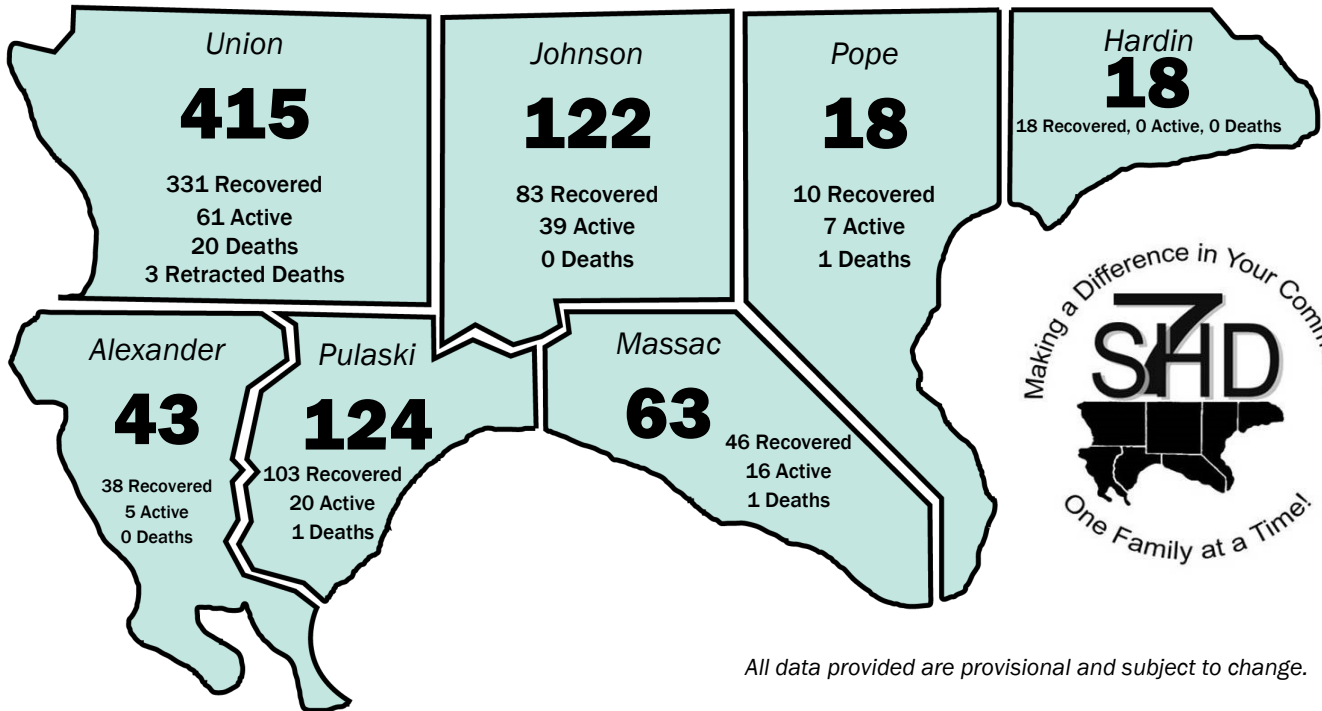 Union
415
331 Recovered
61 Active
20 Deaths
3 Retracted Deaths
Johnson
122
83 Recovered
39 Active
0 Deaths
Pope
18
10 Recovered
7 Active
1 Deaths
Hardin
18
18 Recovered, 0 Active, 0 Deaths
Alexander
43
38 Recovered
5 Active
0 Deaths
Pulaski
124
103 Recovered
20 Active
1 Deaths
Massac
63
46 Recovered
16 Active
1 Deaths
Making a Difference in Your
S7HD
One Family at a Time!
All data provided are provisional and subject to change.